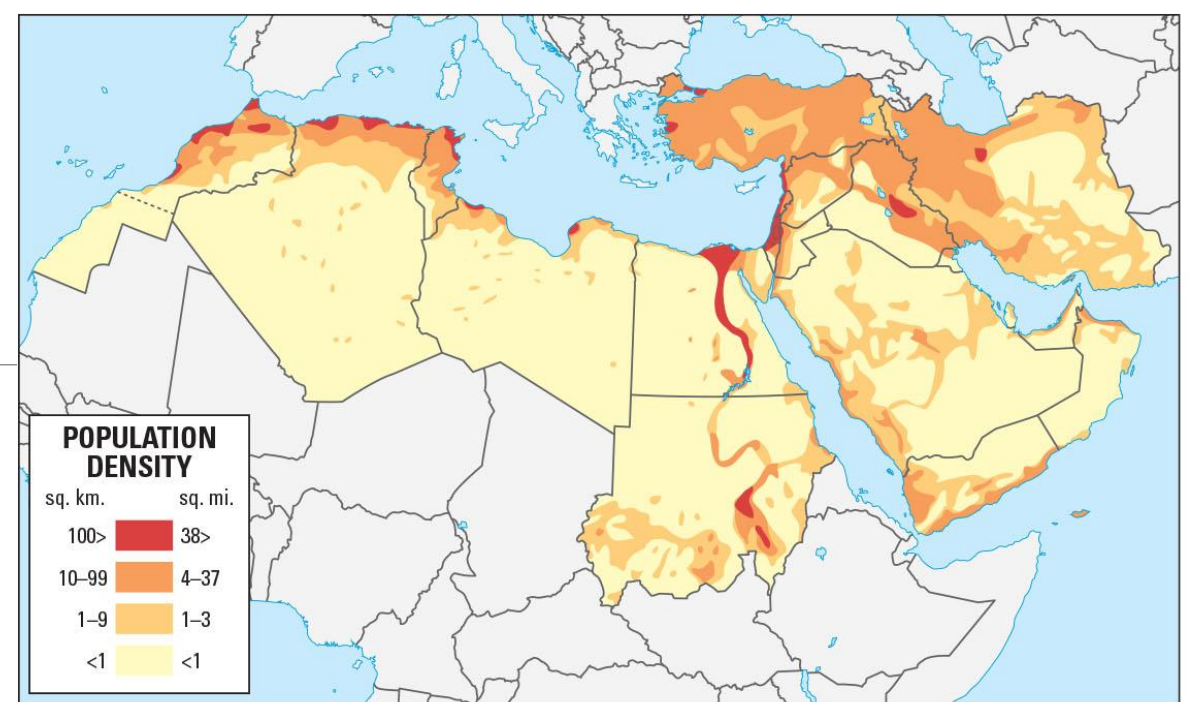 POPULATION
DENSITY
sq. km. sq. mi.
100> 38>
10–99 4–37
1–9 1–3
<1 <1